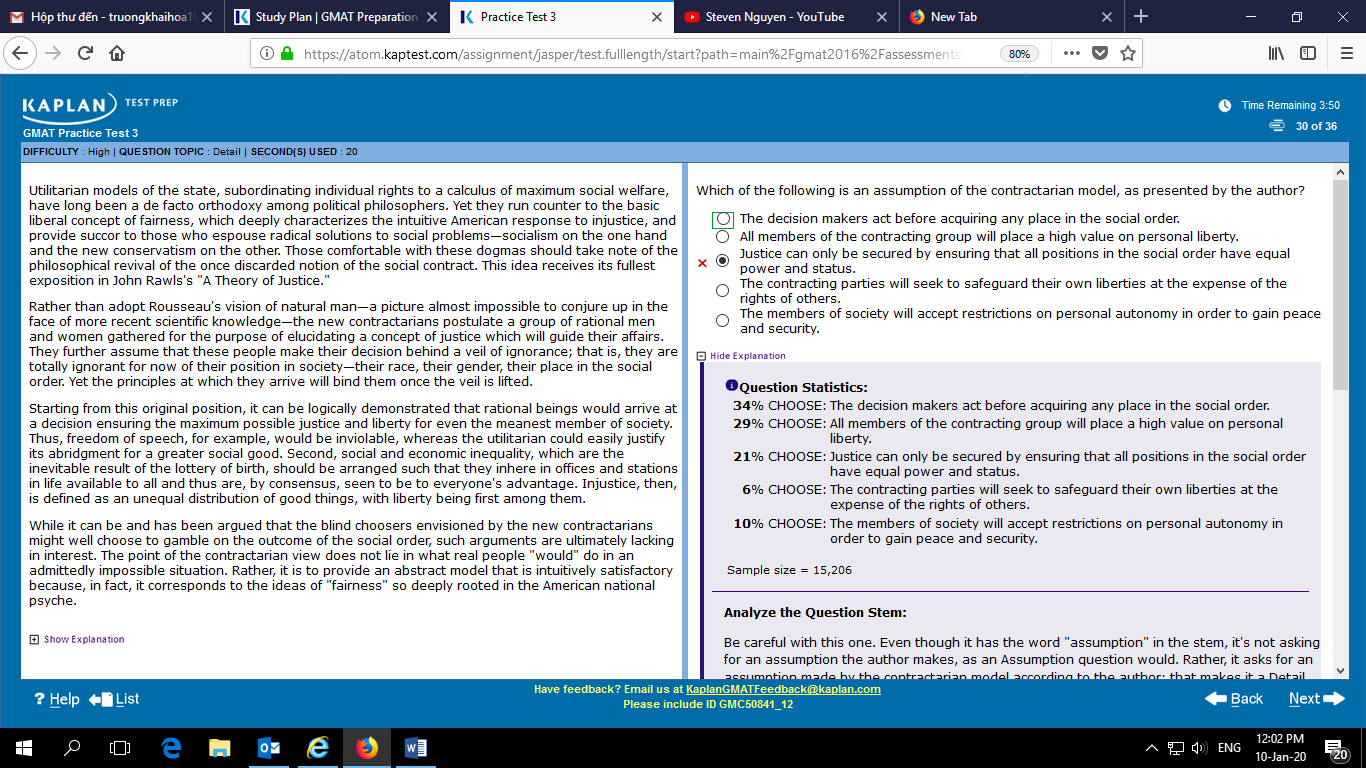 Hộp thư đến - truongkhaihoa1
Study Plan | GMAT Preparation
Practice Test 3
Steven Nguyen - YouTube
New Tab
https://atom.kaptest.com/assignment/jasper/test.fulllength/start?path=main%2Fgmat2016%2Fassessments
80%
KAPLAN TEST PREP
GMAT Practice Test 3
Time Remaining 3:50
30 of 36
DIFFICULTY : High | QUESTION TOPIC : Detail | SECOND(S) USED : 20
Utilitarian models of the state, subordinating individual rights to a calculus of maximum social welfare,
have long been a de facto orthodoxy among political philosophers. Yet they run counter to the basic
liberal concept of fairness, which deeply characterizes the intuitive American response to injustice, and
provide succor to those who espouse radical solutions to social problems—socialism on the one hand
and the new conservatism on the other. Those comfortable with these dogmas should take note of the
philosophical revival of the once discarded notion of the social contract. This idea receives its fullest
exposition in John Rawls's "A Theory of Justice."
Rather than adopt Rousseau's vision of natural man—a picture almost impossible to conjure up in the
face of more recent scientific knowledge—the new contractarians postulate a group of rational men
and women gathered for the purpose of elucidating a concept of justice which will guide their affairs.
They further assume that these people make their decision behind a veil of ignorance; that is, they are
totally ignorant for now of their position in society—their race, their gender, their place in the social
order. Yet the principles at which they arrive will bind them once the veil is lifted.
Starting from this original position, it can be logically demonstrated that rational beings would arrive at
a decision ensuring the maximum possible justice and liberty for even the meanest member of society.
Thus, freedom of speech, for example, would be inviolable, whereas the utilitarian could easily justify
its abridgment for a greater social good. Second, social and economic inequality, which are the
inevitable result of the lottery of birth, should be arranged such that they inhere in offices and stations
in life available to all and thus are, by consensus, seen to be to everyone's advantage. Injustice, then,
is defined as an unequal distribution of good things, with liberty being first among them.
While it can be and has been argued that the blind choosers envisioned by the new contractarians
might well choose to gamble on the outcome of the social order, such arguments are ultimately lacking
in interest. The point of the contractarian view does not lie in what real people "would" do in an
admittedly impossible situation. Rather, it is to provide an abstract model that is intuitively satisfactory
because, in fact, it corresponds to the ideas of "fairness" so deeply rooted in the American national
psyche.
Show Explanation
Which of the following is an assumption of the contractarian model, as presented by the author?
The decision makers act before acquiring any place in the social order.
All members of the contracting group will place a high value on personal liberty.
Justice can only be secured by ensuring that all positions in the social order have equal
power and status.
The contracting parties will seek to safeguard their own liberties at the expense of the
rights of others.
The members of society will accept restrictions on personal autonomy in order to gain peace
and security.
Hide Explanation
Question Statistics:
34% CHOOSE: The decision makers act before acquiring any place in the social order.
29% CHOOSE: All members of the contracting group will place a high value on personal
liberty.
21% CHOOSE: Justice can only be secured by ensuring that all positions in the social order
have equal power and status.
6% CHOOSE: The contracting parties will seek to safeguard their own liberties at the
expense of the rights of others.
10% CHOOSE: The members of society will accept restrictions on personal autonomy in
order to gain peace and security.
Sample size = 15,206
Analyze the Question Stem:
Be careful with this one. Even though it has the word "assumption" in the stem, it's not asking
for an assumption the author makes, as an Assumption question would. Rather, it asks for an
assumption made by the contractarian model according to the author; that makes it a Detail
? Help
List
Have feedback? Email us at KaplanGMATFeedback@kaplan.com
Please include ID GMC50841_12
Back
Next
ENG
12:02 PM
10-Jan-20
20